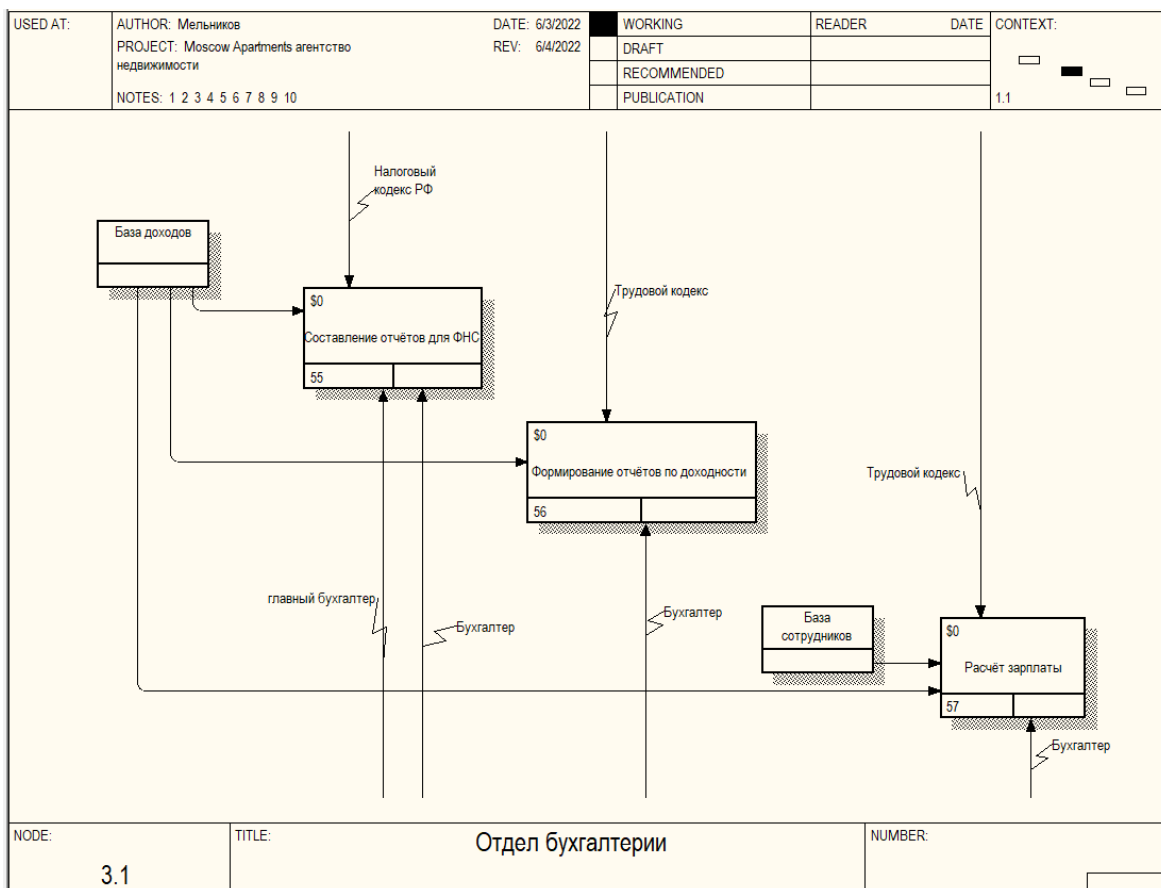 USED AT:
AUTHOR: Мельников
DATE: 6/3/2022
WORKING
READER
DATE
CONTEXT:
PROJECT: Moscow Apartments агентство
REV: 6/4/2022
DRAFT
недвижимости
RECOMMENDED
NOTES: 1 2 3 4 5 6 7 8 9 10
PUBLICATION
1.1
Налоговый
кодекс РФ
База доходов
$0
Составление отчётов для ФНС
55
Трудовой кодекс
$0
Формирование отчётов по доходности
56
Трудовой кодекс
главный бухгалтер
Бухгалтер
Бухгалтер
База
сотрудников
$0
Расчёт зарплаты
57
Бухгалтер
NODE:
3.1
TITLE:
Отдел бухгалтерии
NUMBER: